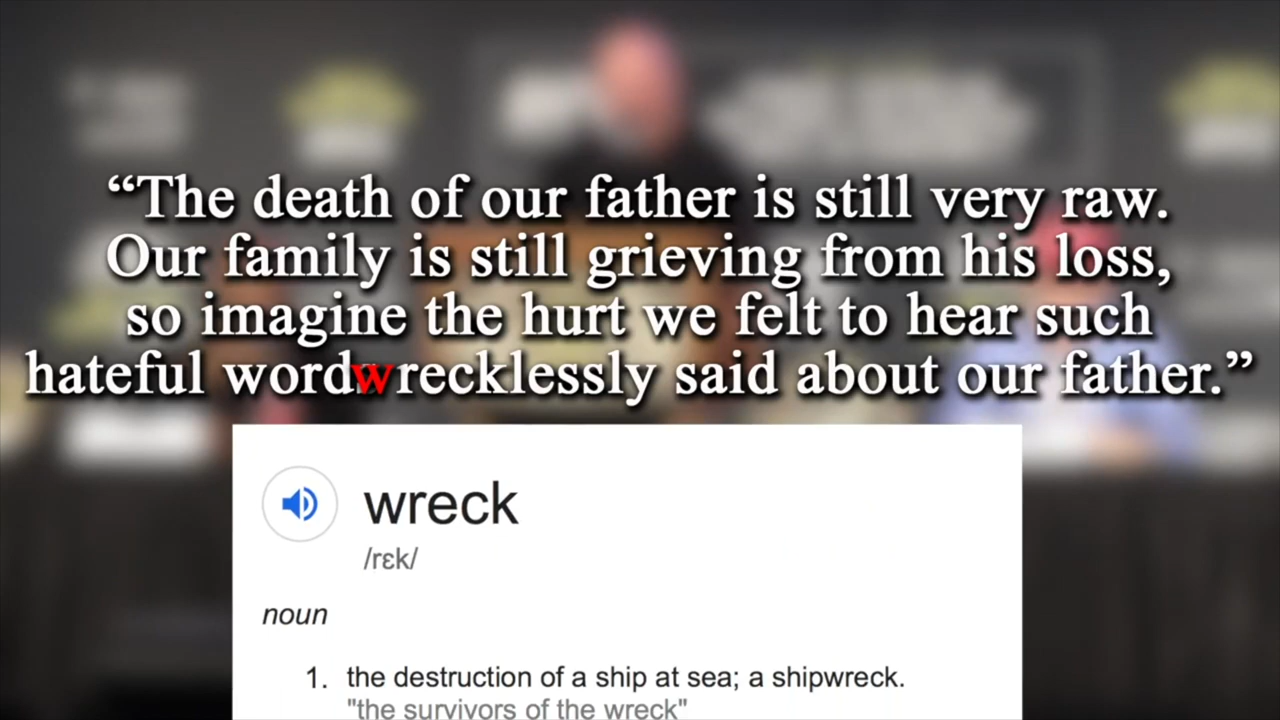 “The death of our father is still very raw.
Our family is still grieving from his loss,
so imagine the hurt we felt to hear such
hateful wordwrecklessly said about our father.”
wreck
/rɛk/
noun
1. the destruction of a ship at sea; a shipwreck.
"the survivors of the wreck"